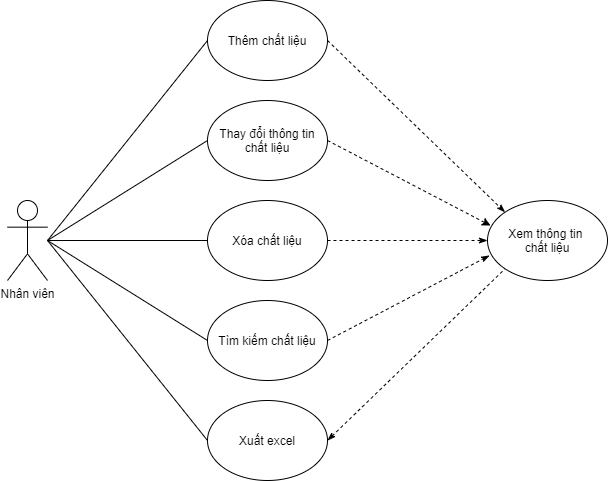 Thêm chất liệu
Thay đổi thông tin
chất liệu
Xóa chất liệu
Xem thông tin
chất liệu
Nhân viên
Tìm kiếm chất liệu
Xuất excel